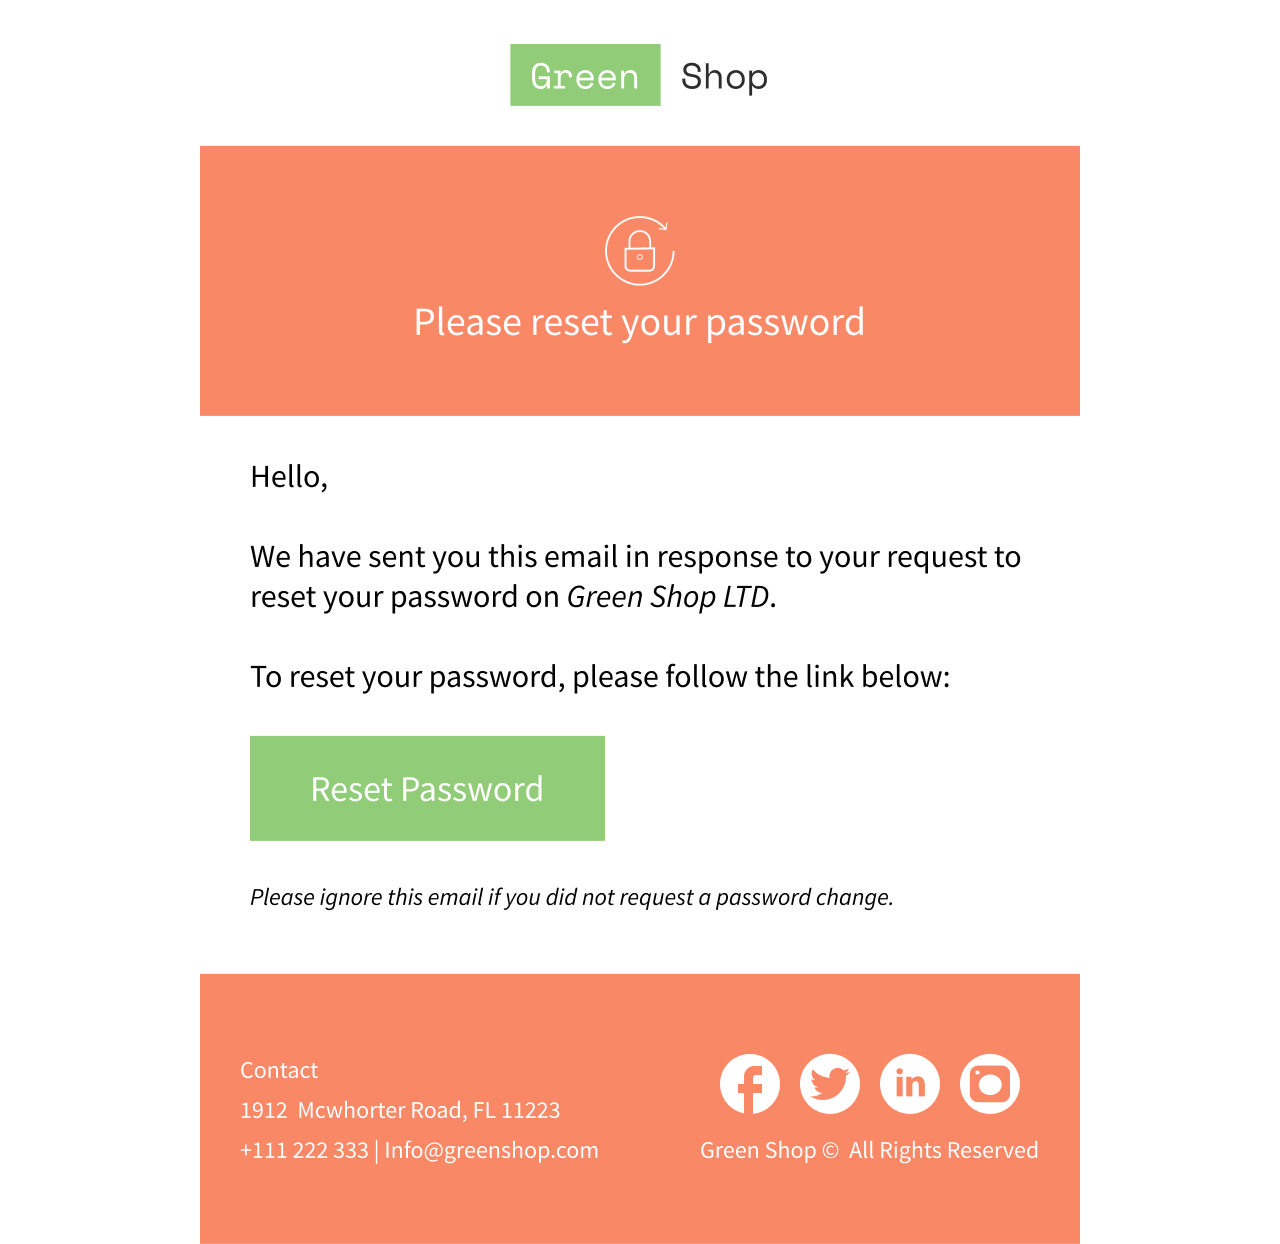 Green Shop
Please reset your password
Hello,
We have sent you this email in response to your request to
reset your password on Green Shop LTD.
To reset your password, please follow the link below:
Reset Password
Please ignore this email if you did not request a password change.
Contact
1912  Mcwhorter Road, FL 11223
+111 222 333 | Info@greenshop.com
in
Green Shop ©  All Rights Reserved